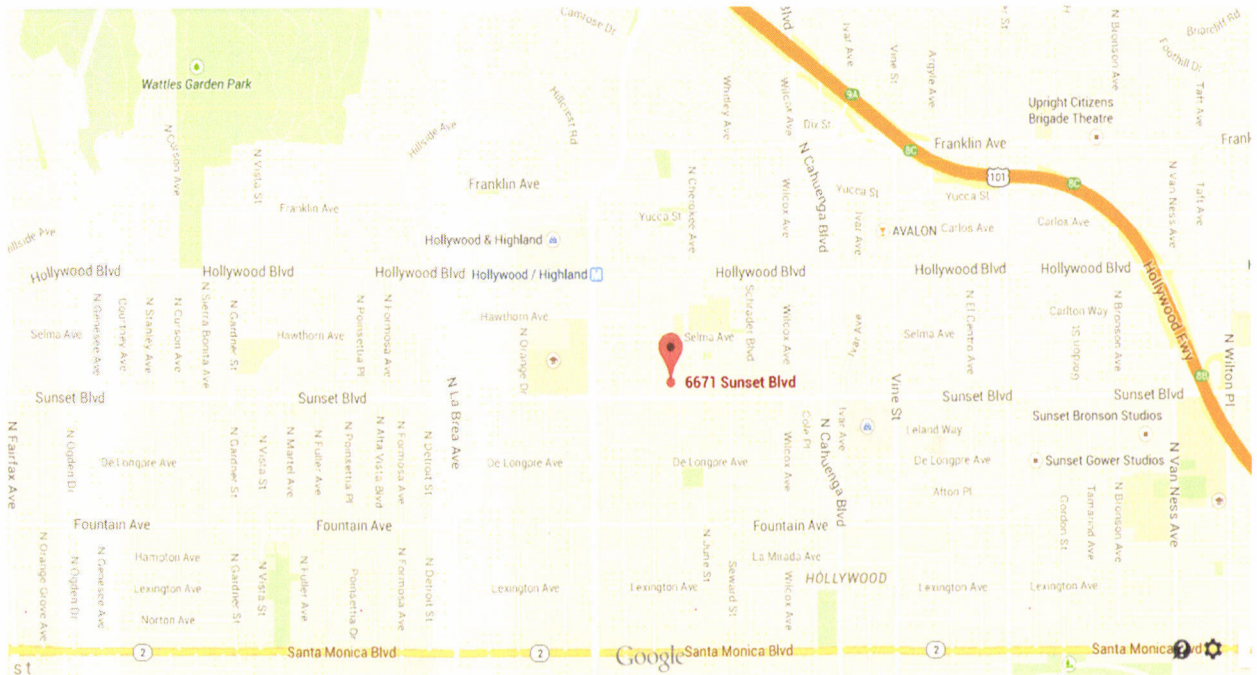 Camrose Dr
Blvd
Ivar Ave
Vine St
Argyle Ave
N Bronson Ave
Briarcliff Rd
Foothill Dr
Taft Ave
Wattles Garden Park
Hillcrest Rd
Whitley Ave
Wilcox Ave
9A
Upright Citizens
Brigade Theatre
Hillside Ave
Dix St
N Curson Ave
N Vista St
N Cahuenga Blvd
8C
Franklin Ave
Frank
101
8C
N Van Ness Ave
Taft Ave
Franklin Ave
N Cherokee Ave
Wilcox Ave
Yucca St
Yucca St
Franklin Ave
Yucca St
Ivar Ave
AVALON
Carlos Ave
Carlos Ave
Hillside Ave
Hollywood & Highland
Hollywood Blvd
Hollywood Blvd
Hollywood Blvd
Hollywood / Highland
M
Hollywood Blvd
Hollywood Blvd
Hollywood Blvd
Hollywood Fwy
N Genesee Ave
Courtney Ave
N Stanley Ave
N Curson Ave
N Sierra Bonita Ave
N Gardner St
N Poinsettia Pl
N Formosa Ave
Hawthorn Ave
N Orange Dr
Schrader Blvd
Wilcox Ave
Ivar Ave
N El Centro Ave
Carlton Way
Gordon St
N Bronson Ave
Selma Ave
Hawthorn Ave
Selma Ave
Selma Ave
N Wilton Pl
8B
6671 Sunset Blvd
Sunset Blvd
Sunset Blvd
N La Brea Ave
Vine St
Sunset Blvd
Sunset Blvd
Sunset Bronson Studios
N Fairfax Ave
N Ogden Dr
N Gardner St
N Vista St
N Martel Ave
N Fuller Ave
N Poinsettia Pl
N Alta Vista Blvd
N Formosa Ave
N Detroit St
Wilcox Ave
Cole Pl
N Cahuenga Blvd
Ivar Ave
Leland Way
De Longpre Ave
De Longpre Ave
De Longpre Ave
De Longpre Ave
Sunset Gower Studios
N Van Ness Ave
Afton Pl
Gordon St
Tamarind Ave
N Bronson Ave
Fountain Ave
Fountain Ave
Fountain Ave
N Orange Grove Ave
N Ogden Dr
N Genesee Ave
Hampton Ave
N Gardner St
N Vista St
N Fuller Ave
Poinsettia Dr
N Formosa Ave
N Detroit St
N June St
Seward St
La Mirada Ave
Wilcox Ave
HOLLYWOOD
Lexington Ave
Lexington Ave
Lexington Ave
Lexington Ave
Lexington Ave
Norton Ave
2
Santa Monica Blvd
2
Google
Santa Monica Blvd
2
Santa Monica Blvd
st